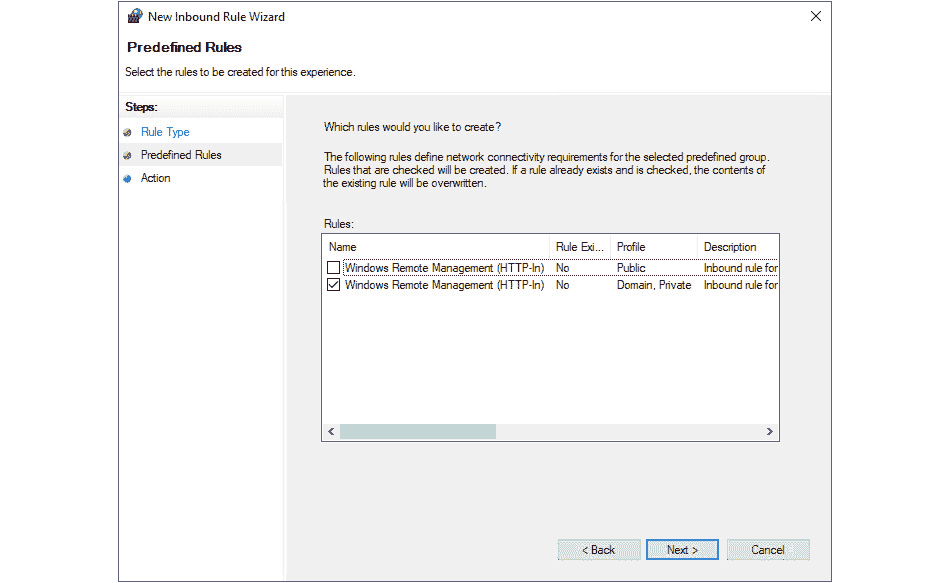 New Inbound Rule Wizard
Predefined Rules
Select the rules to be created for this experience.
Steps:
Rule Type
Predefined Rules
Action
Which rules would you like to create?
The following rules define network connectivity requirements for the selected predefined group.
Rules that are checked will be created. If a rule already exists and is checked, the contents of
the existing rule will be overwritten.
Rules:
Name Rule Exi... Profile Description
Windows Remote Management (HTTP-In) No Public Inbound rule for
Windows Remote Management (HTTP-In) No Domain, Private Inbound rule for
< Back Next > Cancel